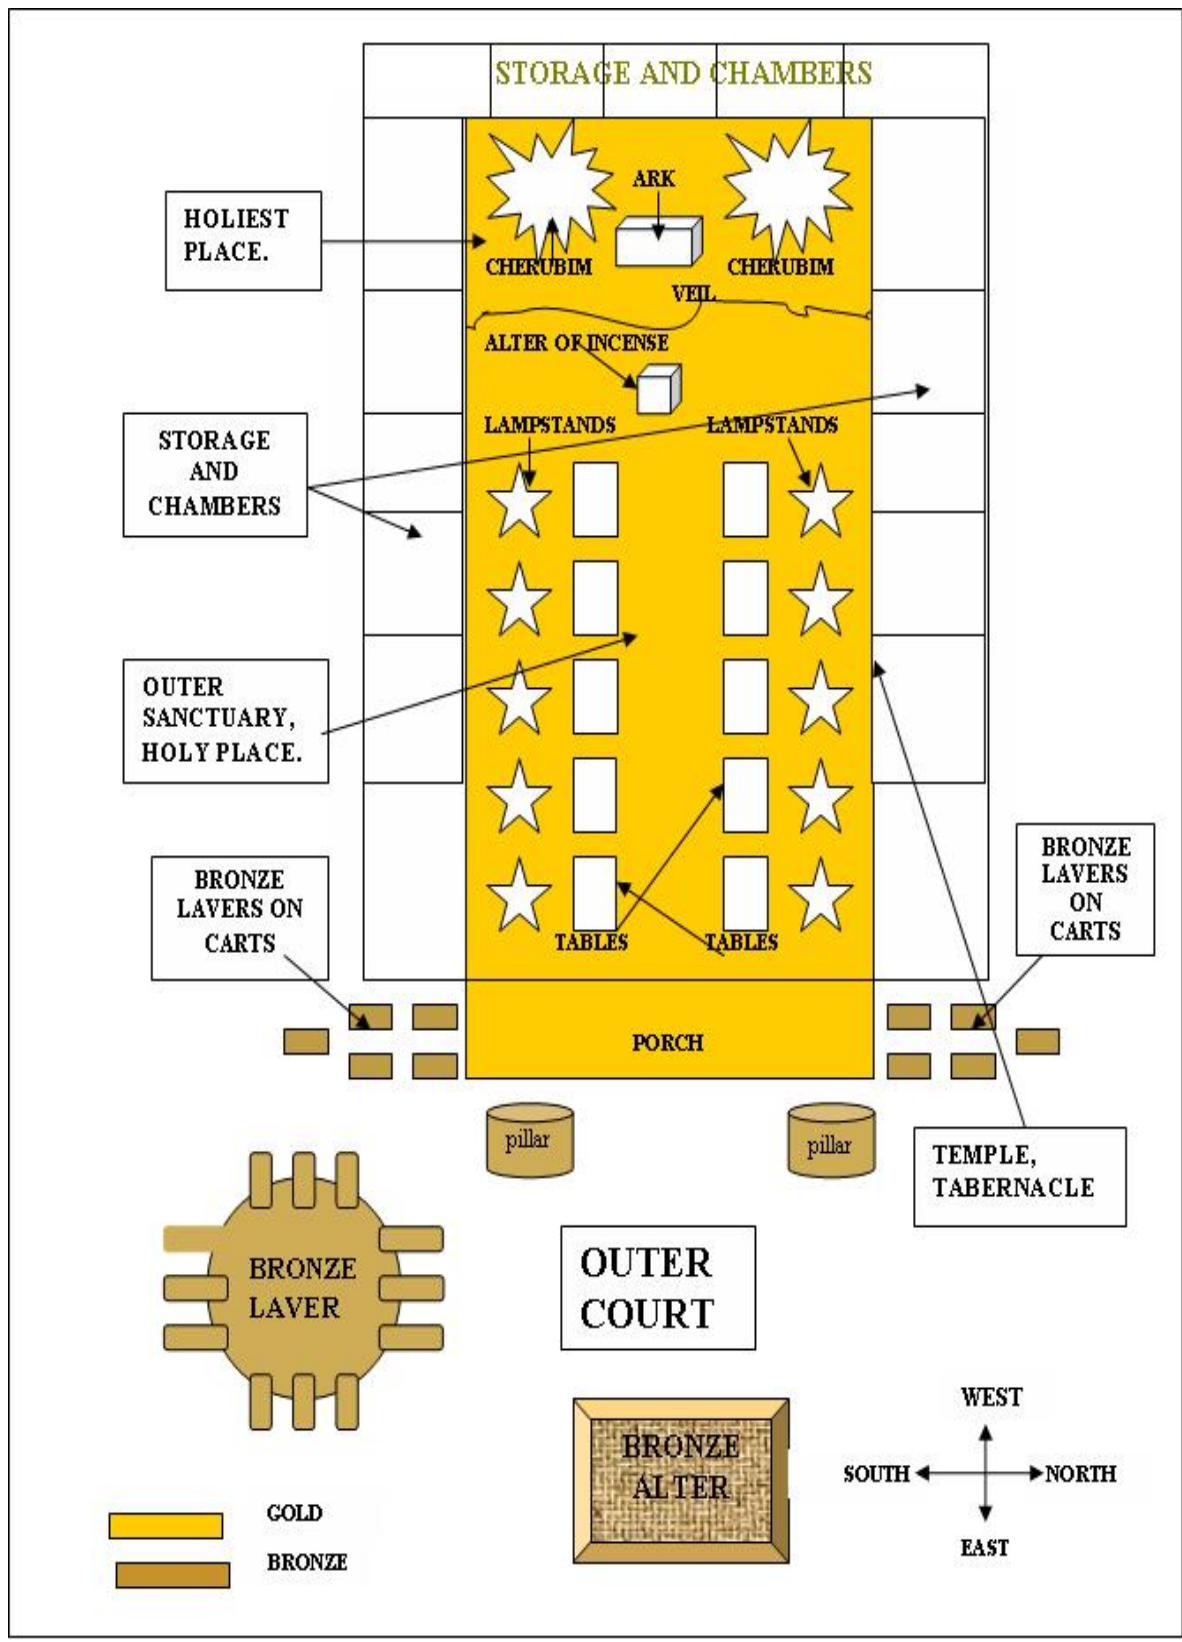 STORAGE AND CHAMBERS
ARK
HOLIEST
PLACE.
CHERUBIM
CHERUBIM
VEIL
ALTER OF INCENSE
LAMPSTANDS
LAMPSTANDS
STORAGE
AND
CHAMBERS
OUTER
SANCTUARY,
HOLY PLACE.
BRONZE
LAVERS ON
CARTS
BRONZE
LAVERS
ON
CARTS
TABLES
TABLES
PORCH
pillar
pillar
TEMPLE,
TABERNACLE
BRONZE
LAVER
OUTER
COURT
BRONZE
ALTER
WEST
SOUTH
NORTH
EAST
GOLD
BRONZE